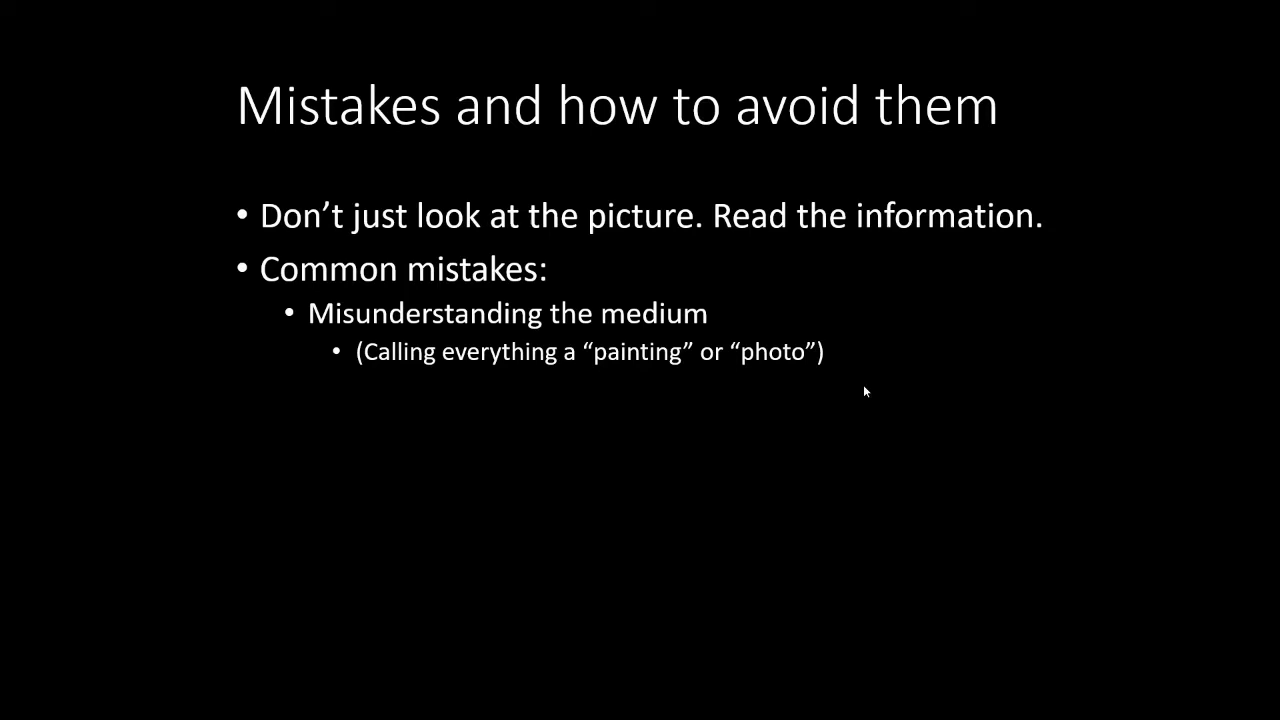 Mistakes and how to avoid them
• Don’t just look at the picture. Read the information.
• Common mistakes:
• Misunderstanding the medium
• (Calling everything a “painting” or “photo”)